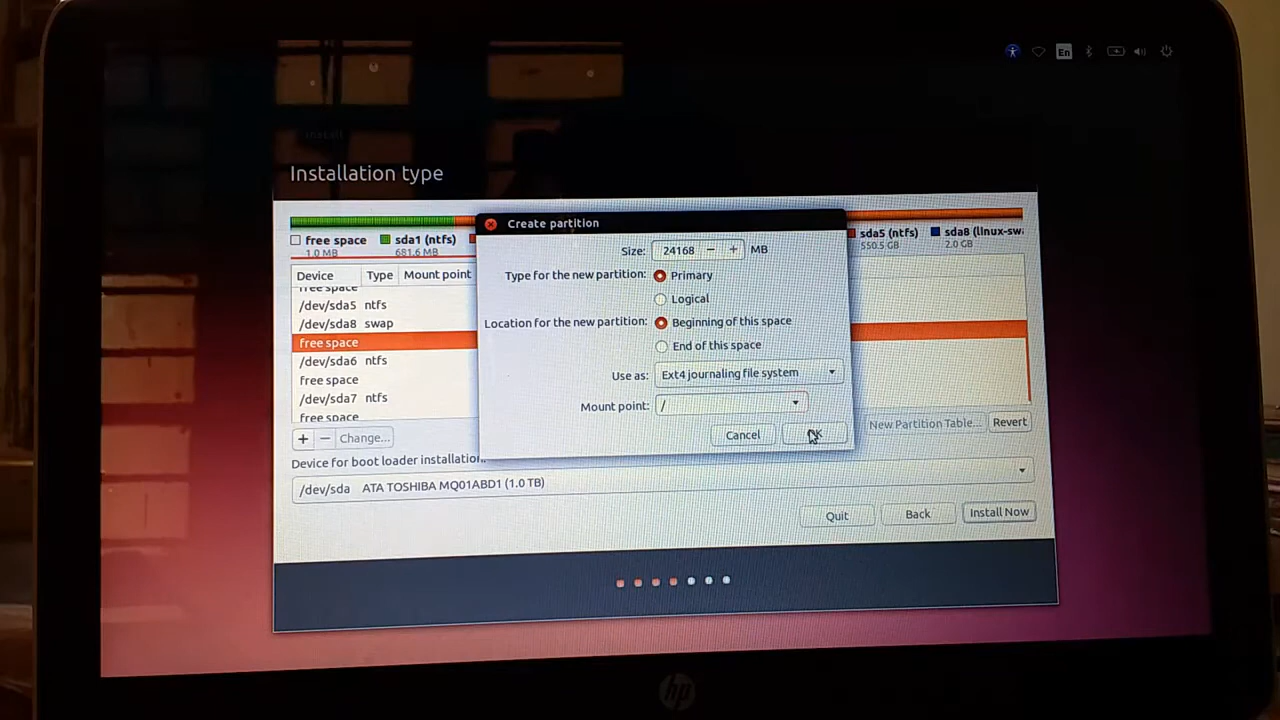 En
Install
Installation type
Create partition
Size: 24168 − + MB
Type for the new partition: Primary
Logical
Location for the new partition: Beginning of this space
End of this space
Use as: Ext4 journaling file system
Mount point: /
Cancel OK
free space sda1 (ntfs) sda5 (ntfs) sda8 (linux-sw
1.0 MB 681.6 MB 550.5 GB 2.0 GB
Device Type Mount point
free space
/dev/sda5 ntfs
/dev/sda8 swap
free space
/dev/sda6 ntfs
free space
/dev/sda7 ntfs
free space
+ − Change... New Partition Table... Revert
Device for boot loader installation:
/dev/sda ATA TOSHIBA MQ01ABD1 (1.0 TB)
Quit Back Install Now
hp